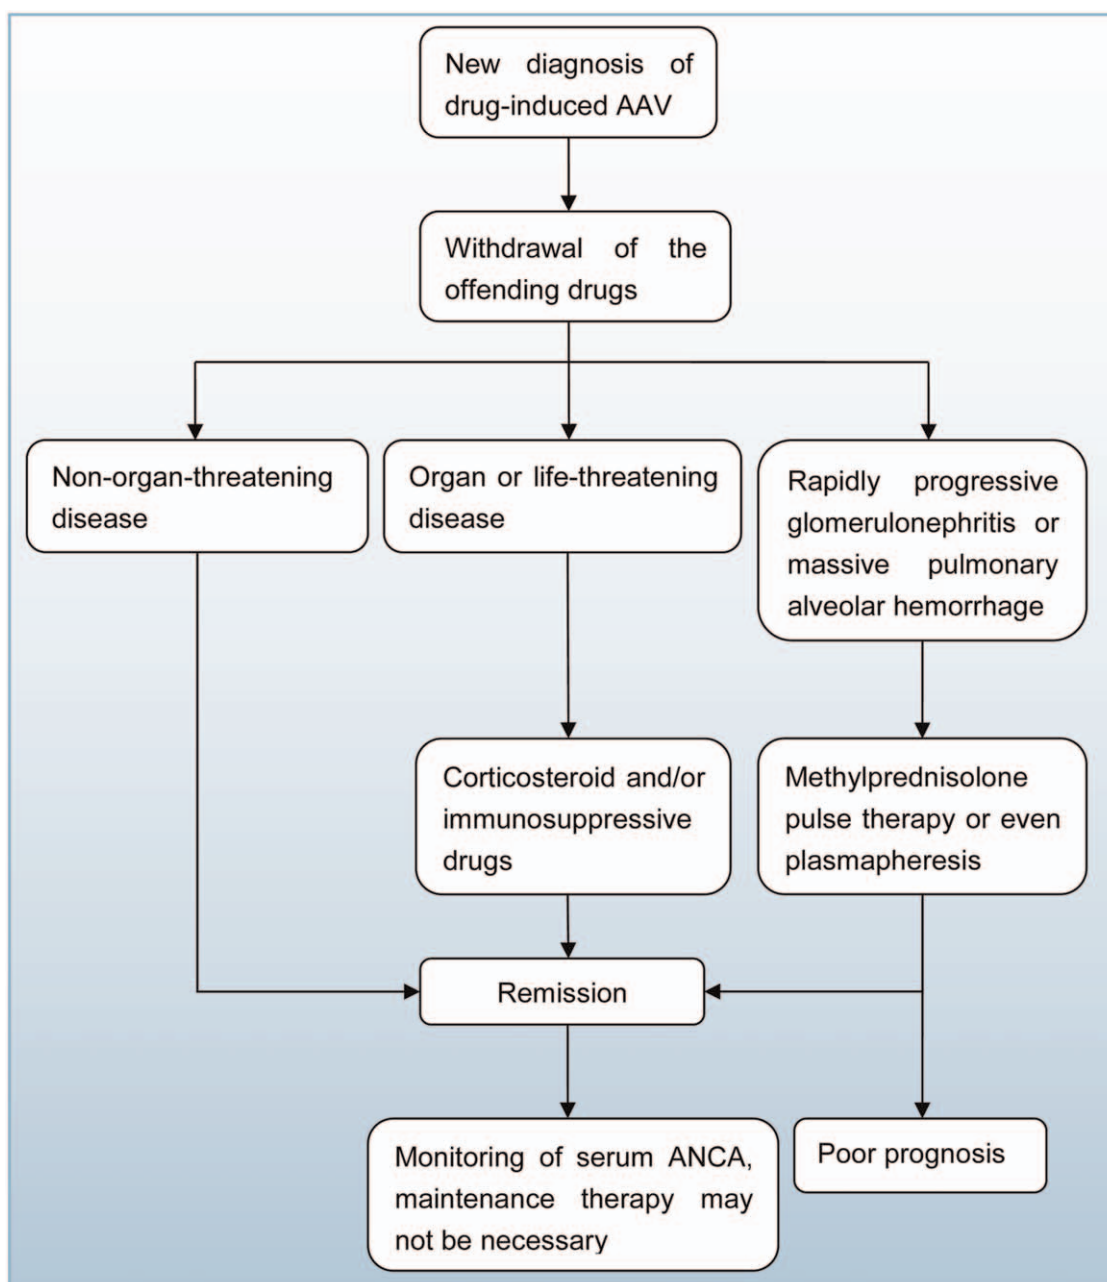 New diagnosis of
drug-induced AAV
Withdrawal of the
offending drugs
Non-organ-threatening
disease
Organ or life-threatening
disease
Rapidly progressive
glomerulonephritis or
massive pulmonary
alveolar hemorrhage
Corticosteroid and/or
immunosuppressive
drugs
Methylprednisolone
pulse therapy or even
plasmapheresis
Remission
Monitoring of serum ANCA,
maintenance therapy may
not be necessary
Poor prognosis